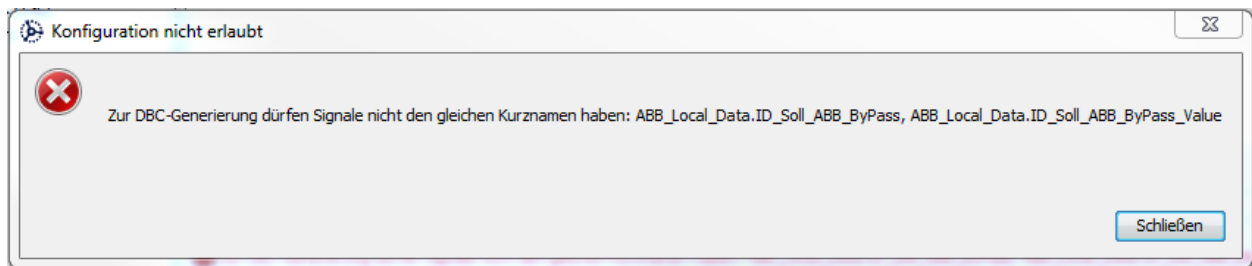 Konfiguration nicht erlaubt
Zur DBC-Generierung dürfen Signale nicht den gleichen Kurznamen haben: ABB_Local_Data.ID_Soll_ABB_ByPass, ABB_Local_Data.ID_Soll_ABB_ByPass_Value
Schließen